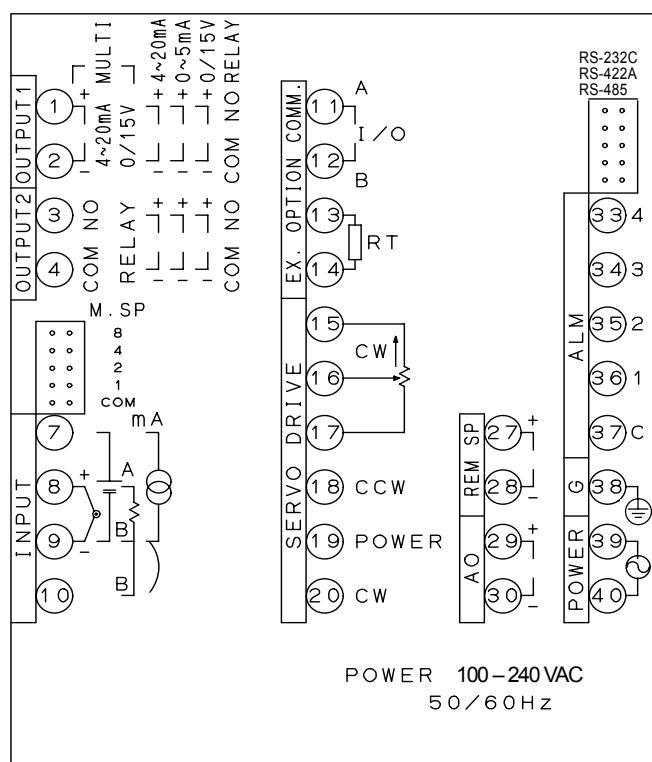 OUTPUT1
1
2
+
-
4~20mA
MULTI
0/15V
+ 4~20mA -
+ 0~5mA -
+ 0/15V -
COM NO RELAY
OUTPUT2
3
4
COM NO
RELAY
+ -
+ -
+ -
COM NO
M.SP
8
4
2
1
COM
INPUT
7
8
9
10
+
-
A
B
B
mA
EX. OPTION COMM.
11
12
13
14
A
I/O
B
RT
SERVO DRIVE
15
16
17
CW
18 CCW
19 POWER
20 CW
REM SP
27 +
28 -
AO
29 +
30 -
RS-232C
RS-422A
RS-485
ALM
33 4
34 3
35 2
36 1
37 C
G
38
POWER
39
40
POWER 100 – 240 VAC
50/60Hz